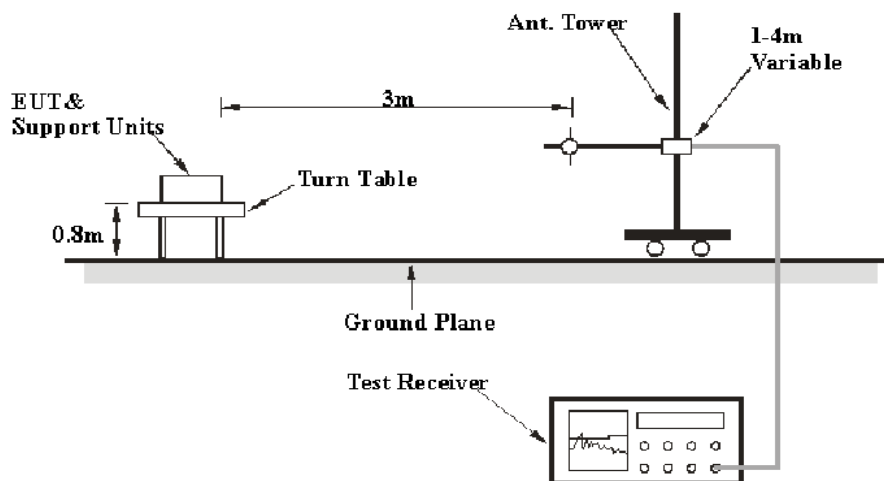 Ant. Tower
1-4m
Variable
3m
EUT &
Support Units
Turn Table
0.8m
Ground Plane
Test Receiver